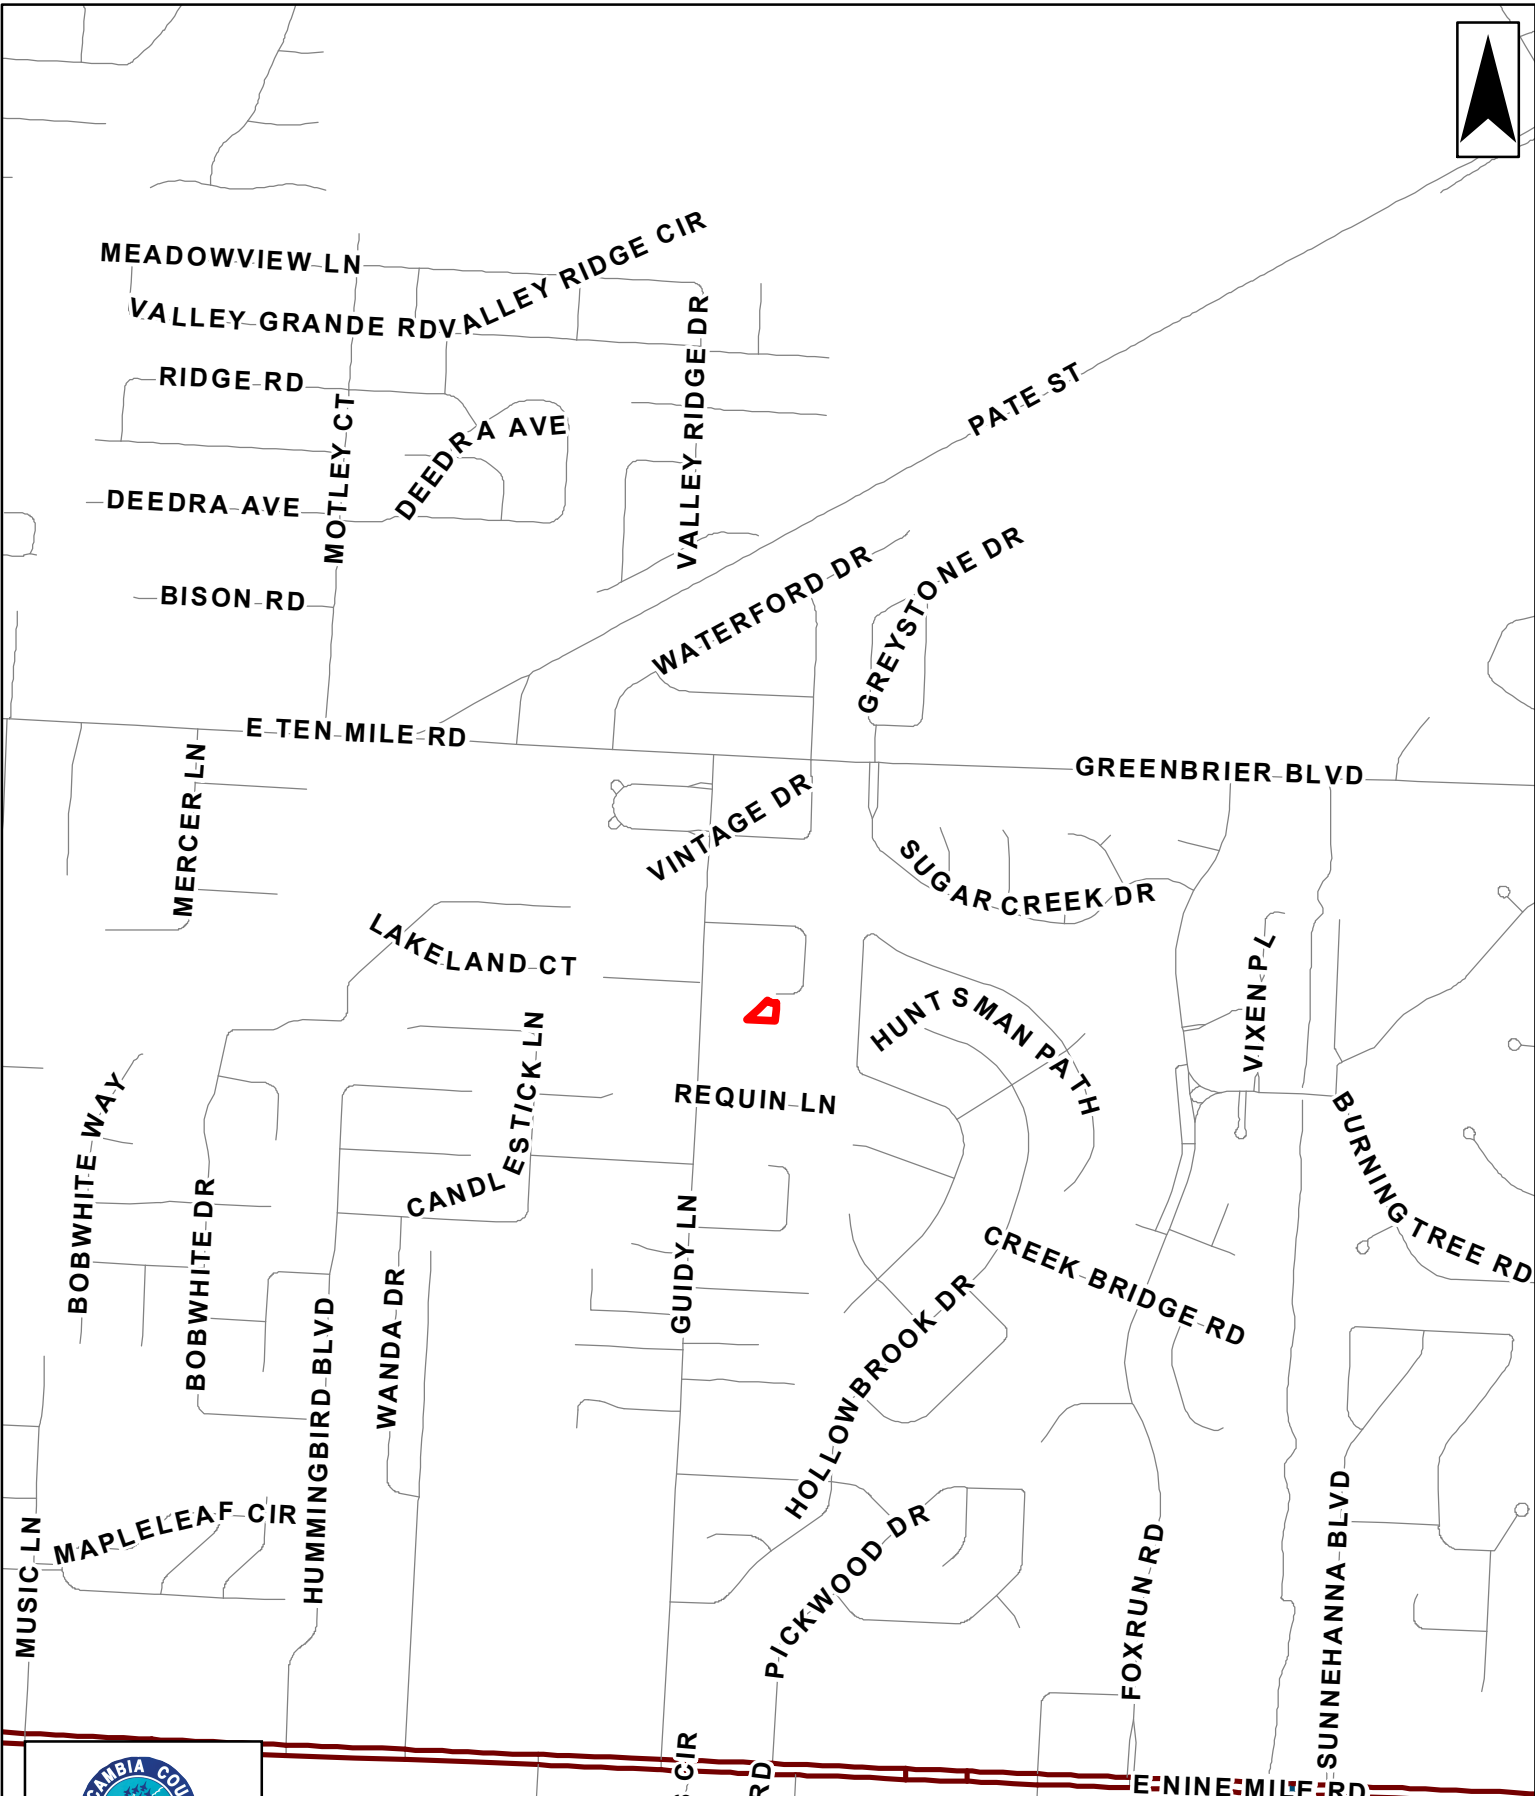 MEADOWVIEW LN
VALLEY RIDGE CIR
VALLEY GRANDE RD
VALLEY RIDGE DR
RIDGE RD
MOTLEY CT
DEEDRA AVE
DEEDRA AVE
PATE ST
BISON RD
WATERFORD DR
GREYSTONE DR
E TEN MILE RD
MERCER LN
GREENBRIER BLVD
VINTAGE DR
SUGAR CREEK DR
LAKELAND CT
VIXEN PL
HUNTSMAN PATH
CANDLESTICK LN
REQUIN LN
BOBWHITE WAY
BOBWHITE DR
BURNING TREE RD
GUIDY LN
CREEK BRIDGE RD
WANDA DR
HUMMINGBIRD BLVD
HOLLOWBROOK DR
MAPLELEAF CIR
MUSIC LN
PICKWOOD DR
FOXRUN RD
SUNNEHANNA BLVD
CIR
RD
E NINE MILE RD
CAMBIA COU